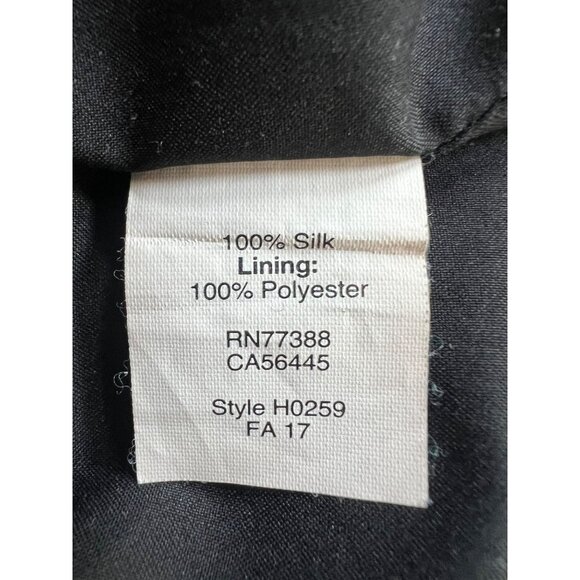 100% Silk
Lining:
100% Polyester
RN77388
CA56445
Style H0259
FA 17